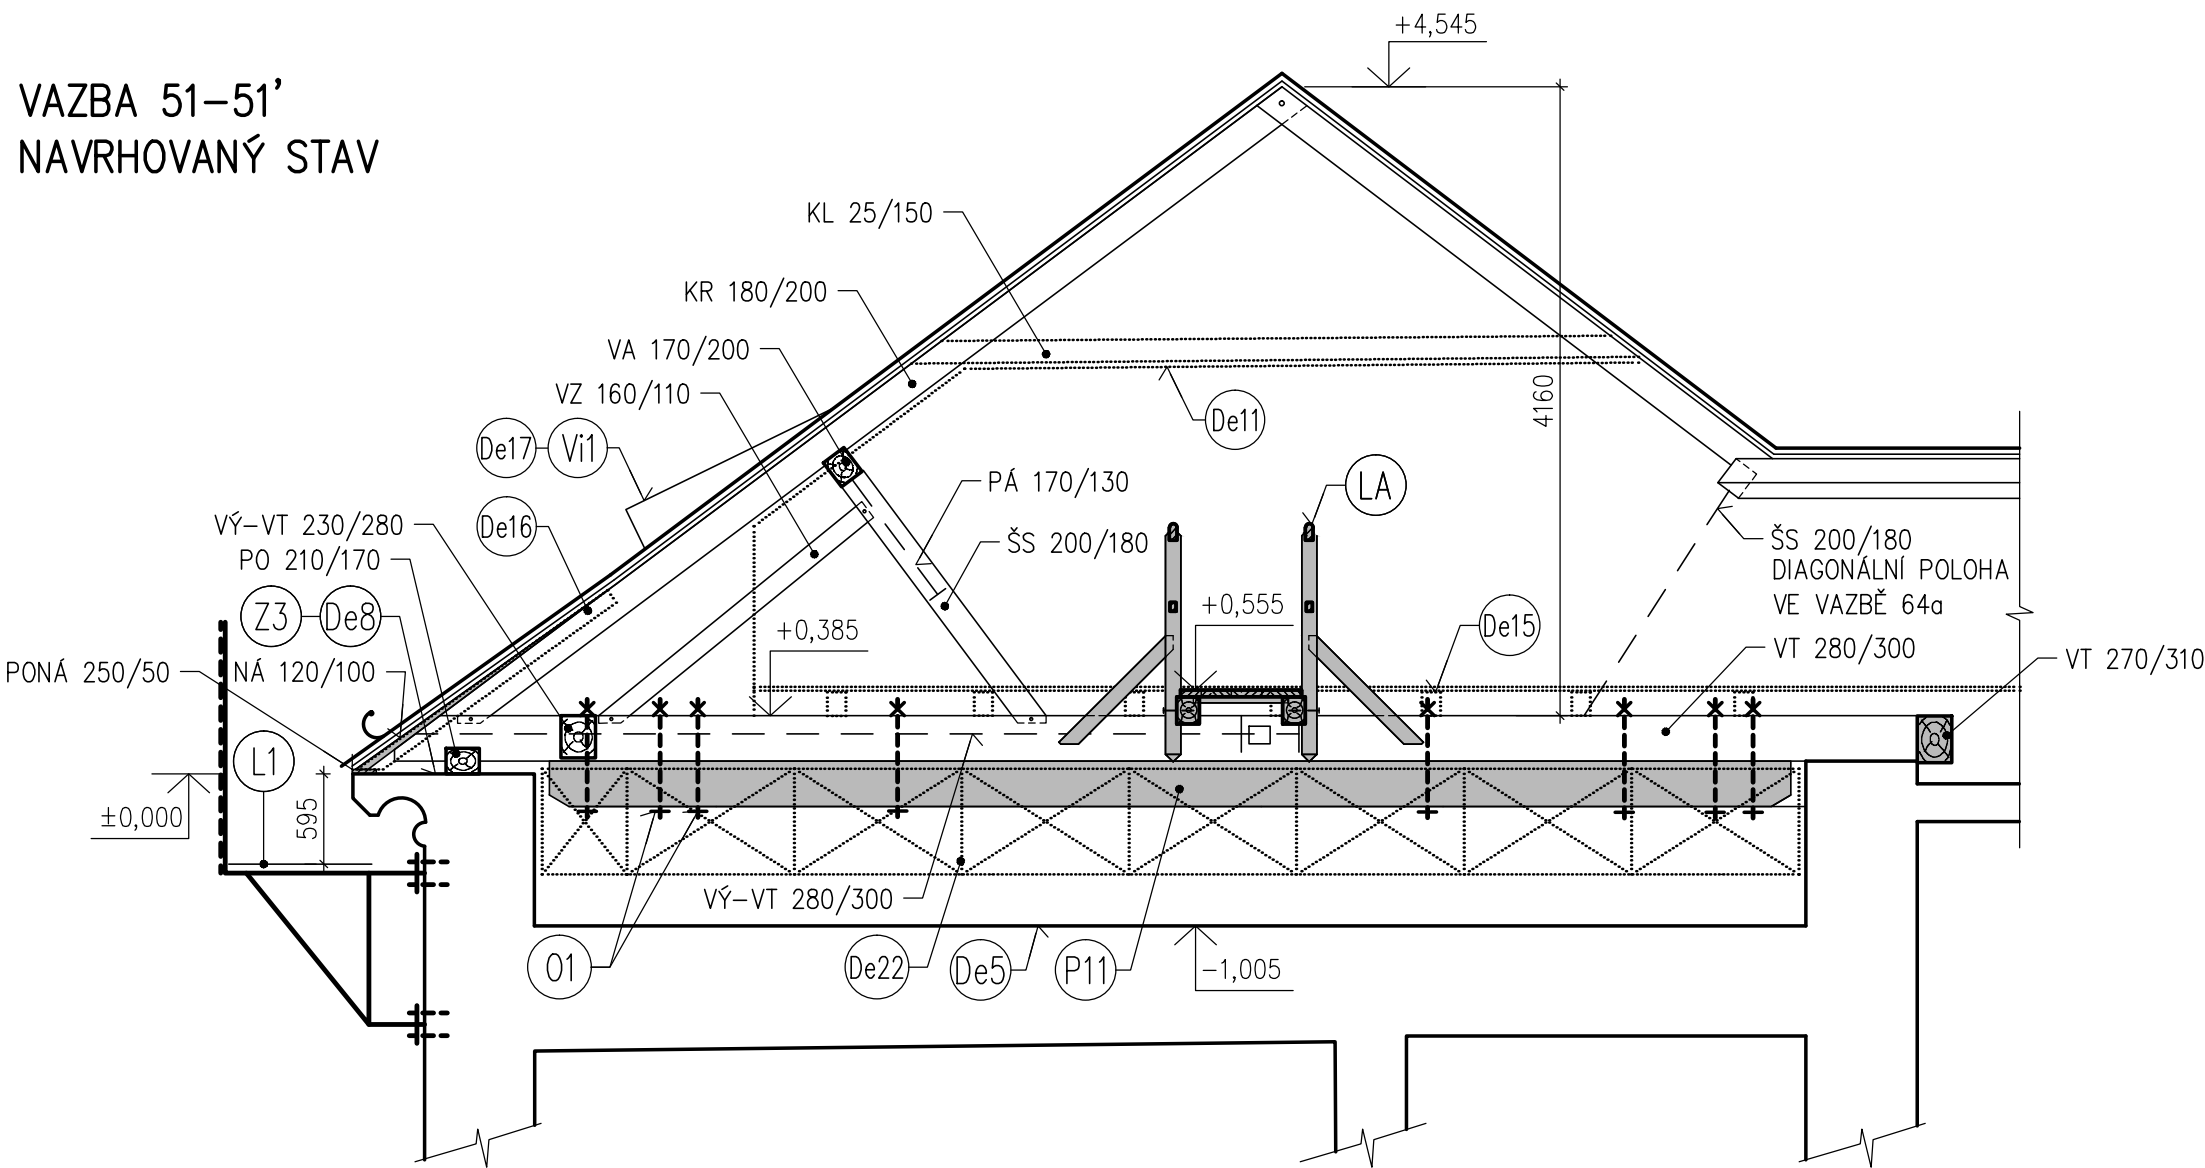 VAZBA 51-51'
NAVRHOVANÝ STAV
+4,545
KL 25/150
KR 180/200
VA 170/200
VZ 160/110
4160
De11
De17
Vi1
PÁ 170/130
LA
VÝ-VT 230/280
De16
PO 210/170
ŠS 200/180
ŠS 200/180
DIAGONÁLNÍ POLOHA
VE VAZBĚ 64a
Z3
De8
+0,555
De15
+0,385
PONÁ 250/50
NÁ 120/100
VT 280/300
VT 270/310
L1
±0,000
595
VÝ-VT 280/300
O1
De22
De5
P11
-1,005